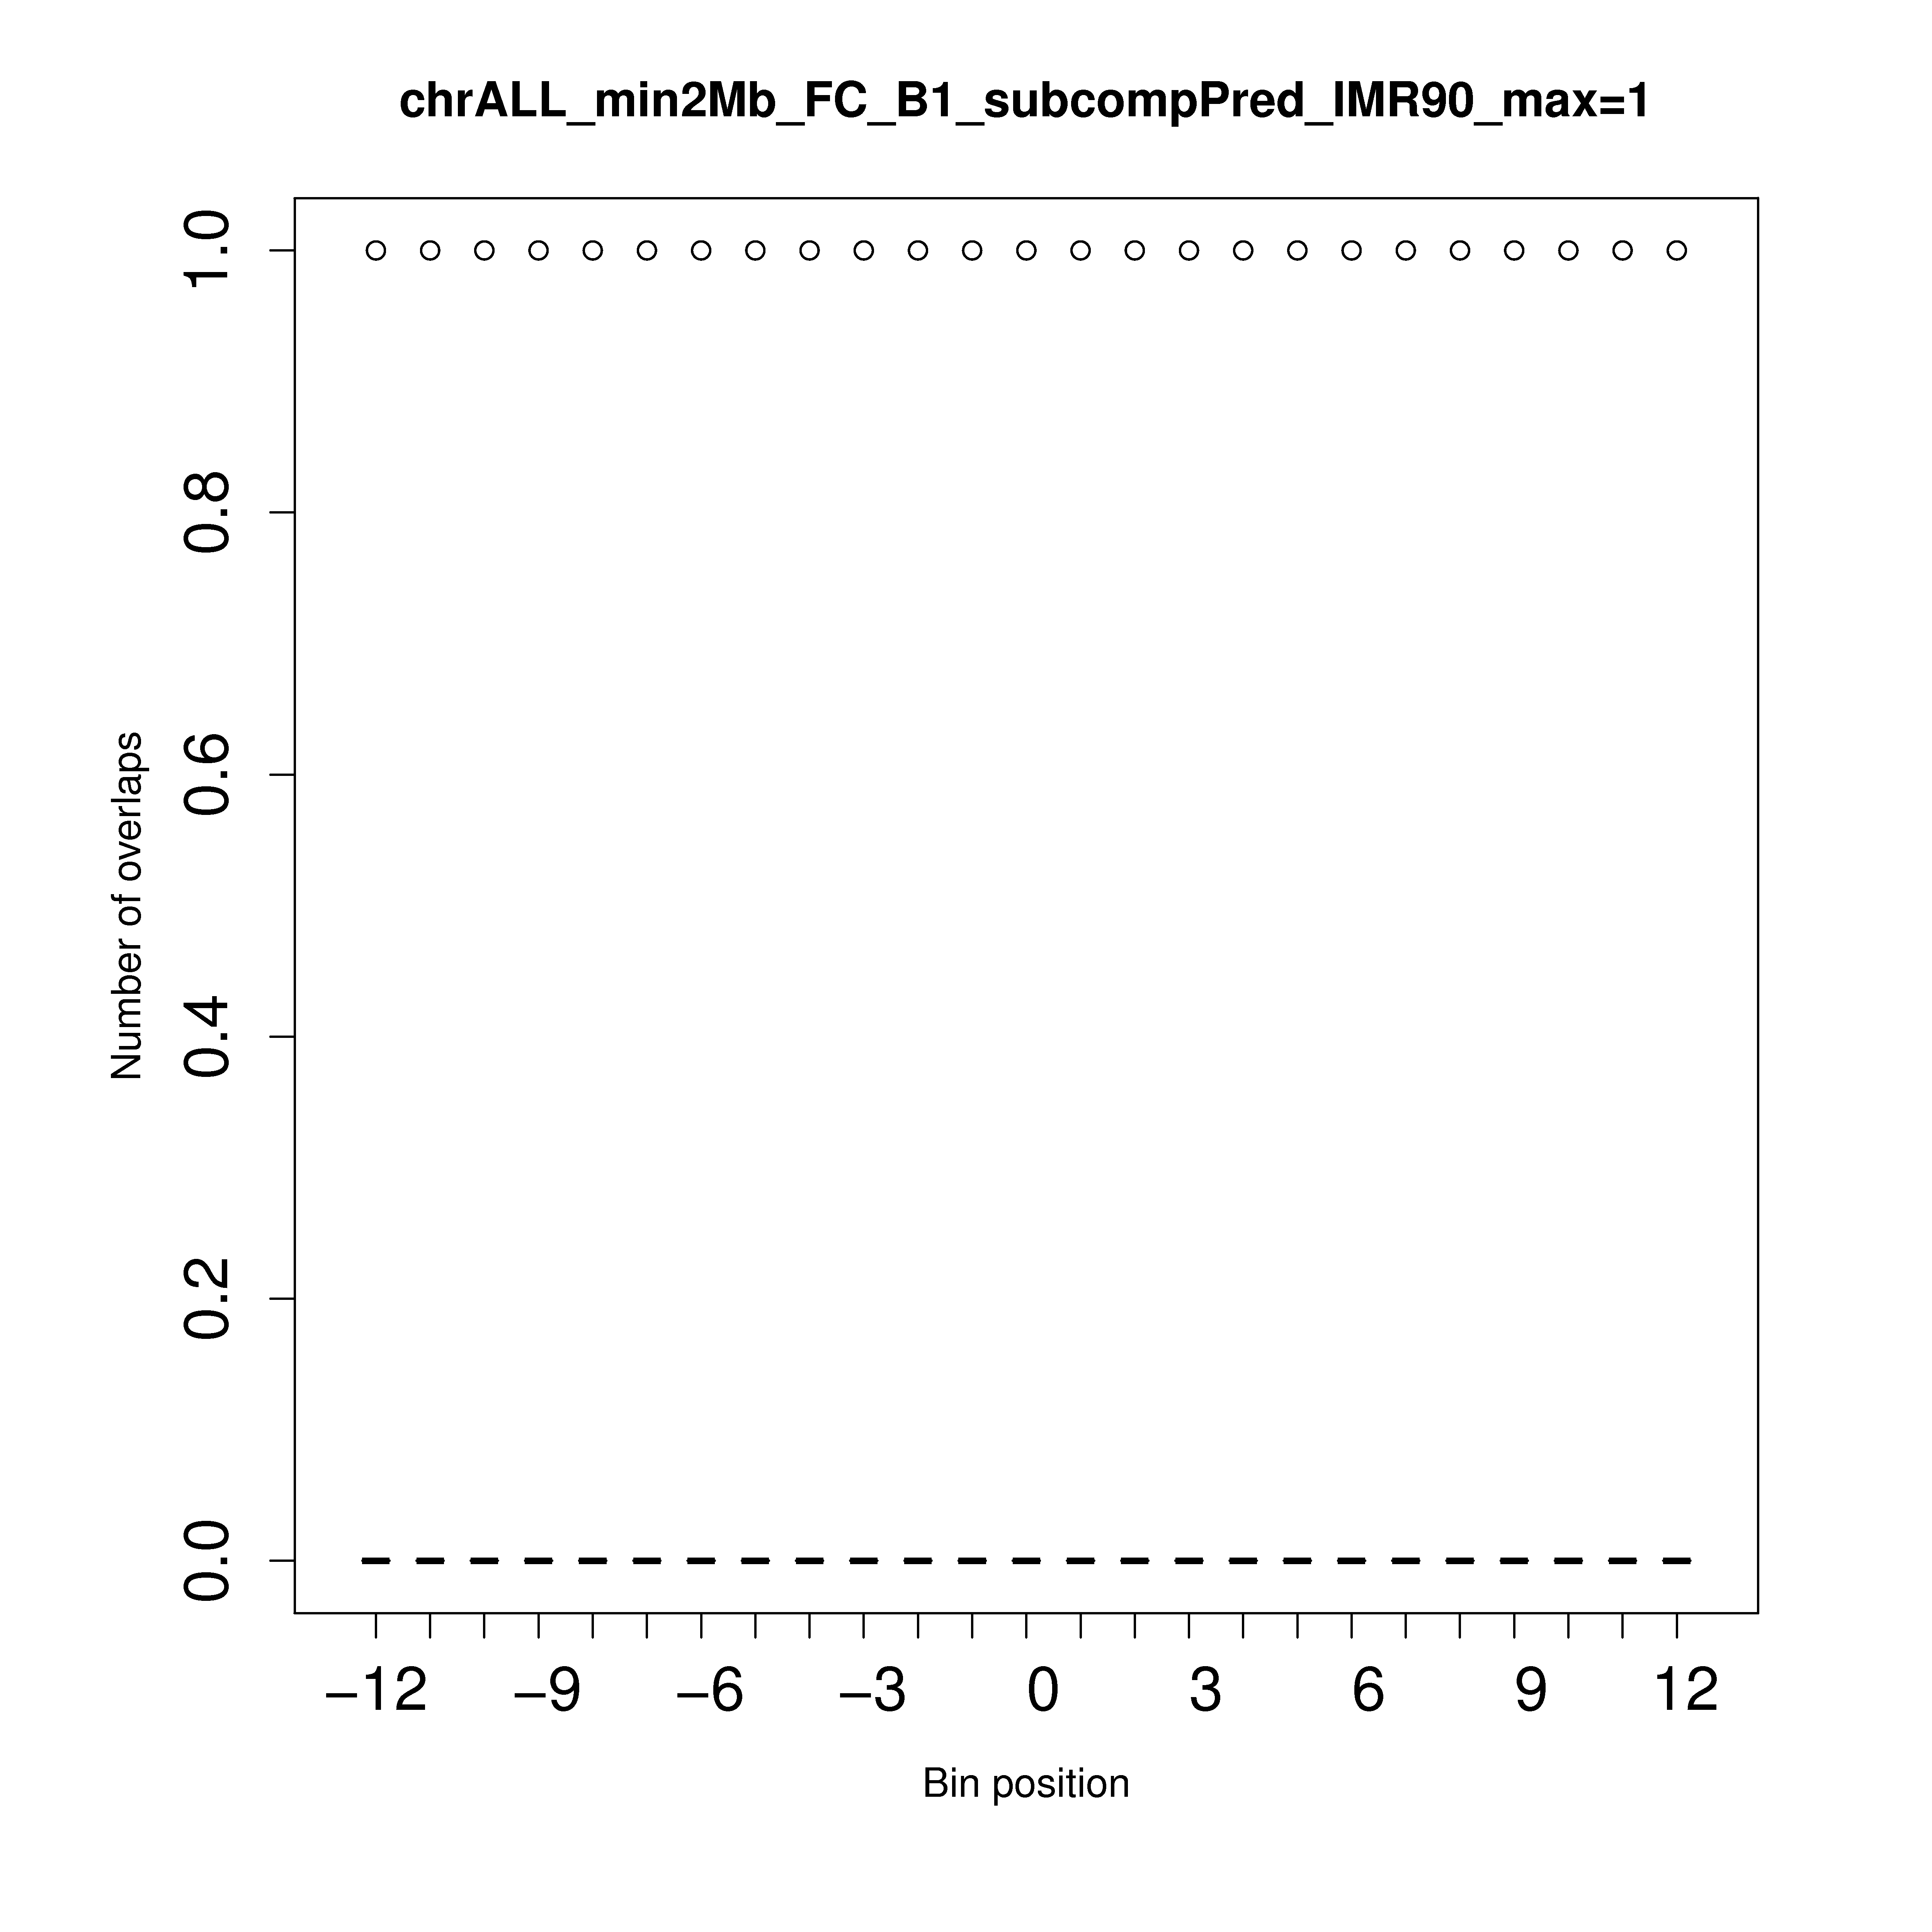 chrALL_min2Mb_FC_B1_subcompPred_IMR90_max=1
1.0
0.8
0.6
0.4
0.2
0.0
Number of overlaps
−12 −9 −6 −3 0 3 6 9 12
Bin position